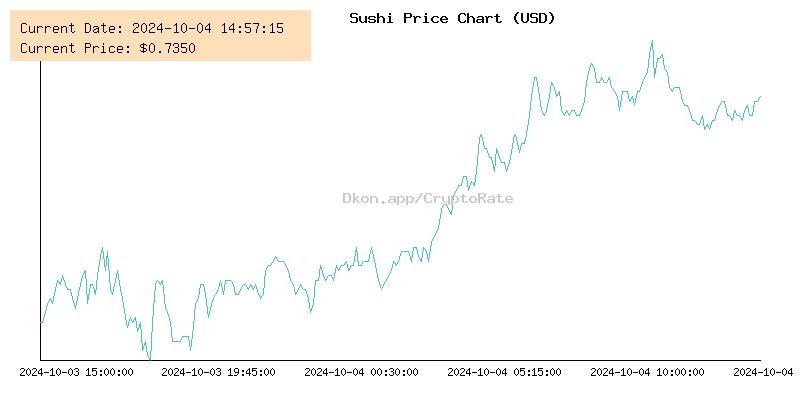 Sushi Price Chart (USD)
Current Date: 2024-10-04 14:57:15
Current Price: $0.7350
Dkon.app/CryptoRate
2024-10-03 15:00:00 2024-10-03 19:45:00 2024-10-04 00:30:00 2024-10-04 05:15:00 2024-10-04 10:00:00 2024-10-04